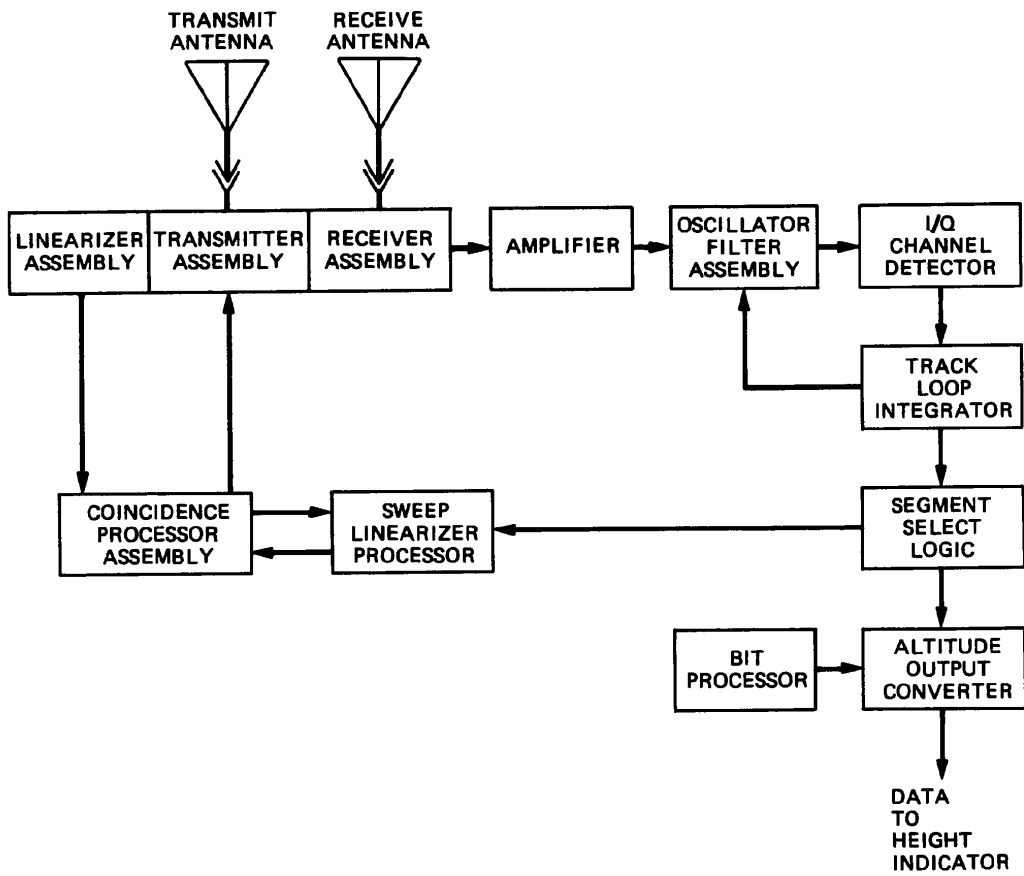 TRANSMIT
ANTENNA
RECEIVE
ANTENNA
LINEARIZER
ASSEMBLY
TRANSMITTER
ASSEMBLY
RECEIVER
ASSEMBLY
AMPLIFIER
OSCILLATOR
FILTER
ASSEMBLY
I/Q
CHANNEL
DETECTOR
TRACK
LOOP
INTEGRATOR
COINCIDENCE
PROCESSOR
ASSEMBLY
SWEEP
LINEARIZER
PROCESSOR
SEGMENT
SELECT
LOGIC
BIT
PROCESSOR
ALTITUDE
OUTPUT
CONVERTER
DATA
TO
HEIGHT
INDICATOR